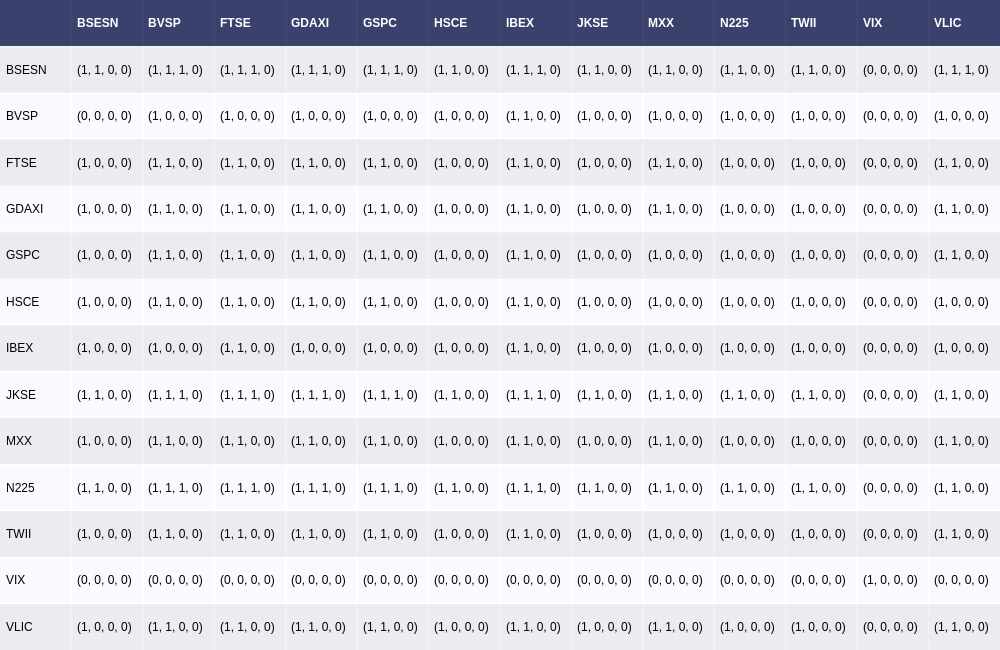 BSESN BVSP FTSE GDAXI GSPC HSCE IBEX JKSE MXX N225 TWII VIX VLIC
BSESN (1, 1, 0, 0) (1, 1, 1, 0) (1, 1, 1, 0) (1, 1, 1, 0) (1, 1, 1, 0) (1, 1, 0, 0) (1, 1, 1, 0) (1, 1, 0, 0) (1, 1, 0, 0) (1, 1, 0, 0) (1, 1, 0, 0) (0, 0, 0, 0) (1, 1, 1, 0)
BVSP (0, 0, 0, 0) (1, 0, 0, 0) (1, 0, 0, 0) (1, 0, 0, 0) (1, 0, 0, 0) (1, 0, 0, 0) (1, 1, 0, 0) (1, 0, 0, 0) (1, 0, 0, 0) (1, 0, 0, 0) (1, 0, 0, 0) (0, 0, 0, 0) (1, 0, 0, 0)
FTSE (1, 0, 0, 0) (1, 1, 0, 0) (1, 1, 0, 0) (1, 1, 0, 0) (1, 1, 0, 0) (1, 0, 0, 0) (1, 1, 0, 0) (1, 0, 0, 0) (1, 1, 0, 0) (1, 0, 0, 0) (1, 0, 0, 0) (0, 0, 0, 0) (1, 1, 0, 0)
GDAXI (1, 0, 0, 0) (1, 1, 0, 0) (1, 1, 0, 0) (1, 1, 0, 0) (1, 1, 0, 0) (1, 0, 0, 0) (1, 1, 0, 0) (1, 0, 0, 0) (1, 1, 0, 0) (1, 0, 0, 0) (1, 0, 0, 0) (0, 0, 0, 0) (1, 1, 0, 0)
GSPC (1, 0, 0, 0) (1, 1, 0, 0) (1, 1, 0, 0) (1, 1, 0, 0) (1, 1, 0, 0) (1, 0, 0, 0) (1, 1, 0, 0) (1, 0, 0, 0) (1, 0, 0, 0) (1, 0, 0, 0) (1, 0, 0, 0) (0, 0, 0, 0) (1, 1, 0, 0)
HSCE (1, 0, 0, 0) (1, 1, 0, 0) (1, 1, 0, 0) (1, 1, 0, 0) (1, 1, 0, 0) (1, 0, 0, 0) (1, 1, 0, 0) (1, 0, 0, 0) (1, 0, 0, 0) (1, 0, 0, 0) (1, 0, 0, 0) (0, 0, 0, 0) (1, 0, 0, 0)
IBEX (1, 0, 0, 0) (1, 0, 0, 0) (1, 1, 0, 0) (1, 0, 0, 0) (1, 0, 0, 0) (1, 0, 0, 0) (1, 1, 0, 0) (1, 0, 0, 0) (1, 0, 0, 0) (1, 0, 0, 0) (1, 0, 0, 0) (0, 0, 0, 0) (1, 0, 0, 0)
JKSE (1, 1, 0, 0) (1, 1, 1, 0) (1, 1, 1, 0) (1, 1, 1, 0) (1, 1, 1, 0) (1, 1, 0, 0) (1, 1, 1, 0) (1, 1, 0, 0) (1, 1, 0, 0) (1, 1, 0, 0) (1, 1, 0, 0) (0, 0, 0, 0) (1, 1, 0, 0)
MXX (1, 0, 0, 0) (1, 1, 0, 0) (1, 1, 0, 0) (1, 1, 0, 0) (1, 1, 0, 0) (1, 0, 0, 0) (1, 1, 0, 0) (1, 0, 0, 0) (1, 1, 0, 0) (1, 0, 0, 0) (1, 0, 0, 0) (0, 0, 0, 0) (1, 1, 0, 0)
N225 (1, 1, 0, 0) (1, 1, 1, 0) (1, 1, 1, 0) (1, 1, 1, 0) (1, 1, 1, 0) (1, 1, 0, 0) (1, 1, 1, 0) (1, 1, 0, 0) (1, 1, 0, 0) (1, 1, 0, 0) (1, 1, 0, 0) (0, 0, 0, 0) (1, 1, 0, 0)
TWII (1, 0, 0, 0) (1, 1, 0, 0) (1, 1, 0, 0) (1, 1, 0, 0) (1, 1, 0, 0) (1, 0, 0, 0) (1, 1, 0, 0) (1, 0, 0, 0) (1, 0, 0, 0) (1, 0, 0, 0) (1, 0, 0, 0) (0, 0, 0, 0) (1, 1, 0, 0)
VIX (0, 0, 0, 0) (0, 0, 0, 0) (0, 0, 0, 0) (0, 0, 0, 0) (0, 0, 0, 0) (0, 0, 0, 0) (0, 0, 0, 0) (0, 0, 0, 0) (0, 0, 0, 0) (0, 0, 0, 0) (0, 0, 0, 0) (1, 0, 0, 0) (0, 0, 0, 0)
VLIC (1, 0, 0, 0) (1, 1, 0, 0) (1, 1, 0, 0) (1, 1, 0, 0) (1, 1, 0, 0) (1, 0, 0, 0) (1, 1, 0, 0) (1, 0, 0, 0) (1, 1, 0, 0) (1, 0, 0, 0) (1, 0, 0, 0) (0, 0, 0, 0) (1, 1, 0, 0)